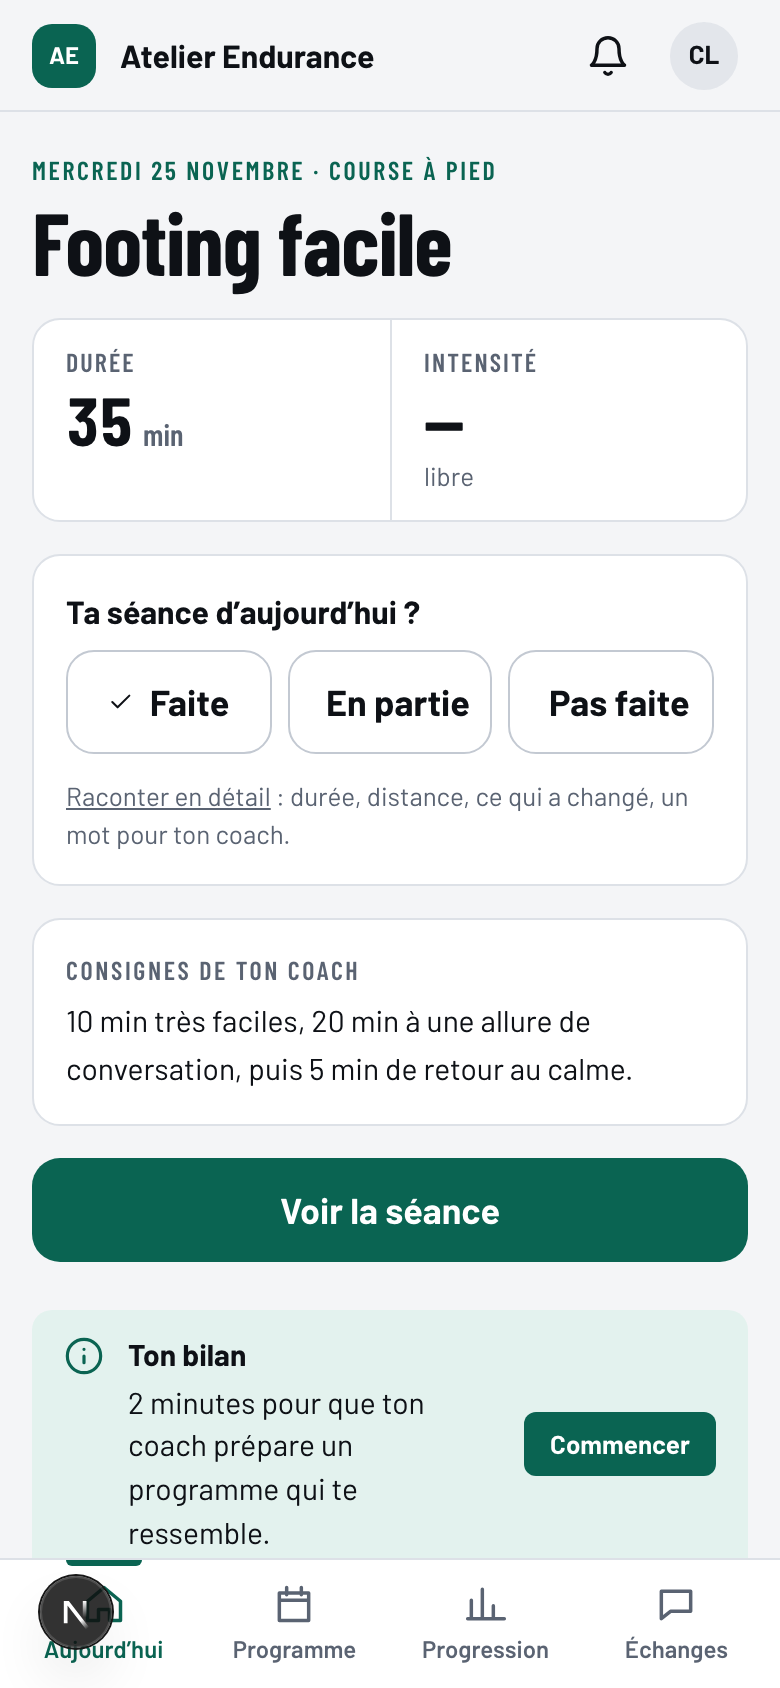 AE Atelier Endurance CL
MERCREDI 25 NOVEMBRE · COURSE À PIED
Footing facile
DURÉE
35 min
INTENSITÉ
—
libre
Ta séance d’aujourd’hui ?
Faite En partie Pas faite
Raconter en détail : durée, distance, ce qui a changé, un
mot pour ton coach.
CONSIGNES DE TON COACH
10 min très faciles, 20 min à une allure de
conversation, puis 5 min de retour au calme.
Voir la séance
Ton bilan
2 minutes pour que ton
coach prépare un
programme qui te
ressemble.
Commencer
N
Aujourd’hui Programme Progression Échanges